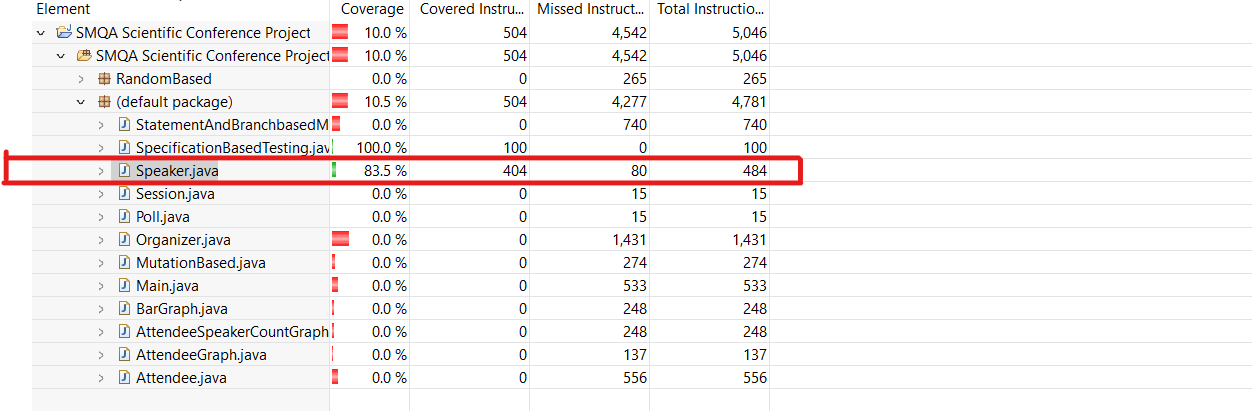 Element Coverage Covered Instru... Missed Instruct... Total Instructio...
SMQA Scientific Conference Project 10.0 % 504 4,542 5,046
SMQA Scientific Conference Project 10.0 % 504 4,542 5,046
RandomBased 0.0 % 0 265 265
(default package) 10.5 % 504 4,277 4,781
StatementAndBranchbasedM 0.0 % 0 740 740
SpecificationBasedTesting.jav 100.0 % 100 0 100
Speaker.java 83.5 % 404 80 484
Session.java 0.0 % 0 15 15
Poll.java 0.0 % 0 15 15
Organizer.java 0.0 % 0 1,431 1,431
MutationBased.java 0.0 % 0 274 274
Main.java 0.0 % 0 533 533
BarGraph.java 0.0 % 0 248 248
AttendeeSpeakerCountGraph 0.0 % 0 248 248
AttendeeGraph.java 0.0 % 0 137 137
Attendee.java 0.0 % 0 556 556